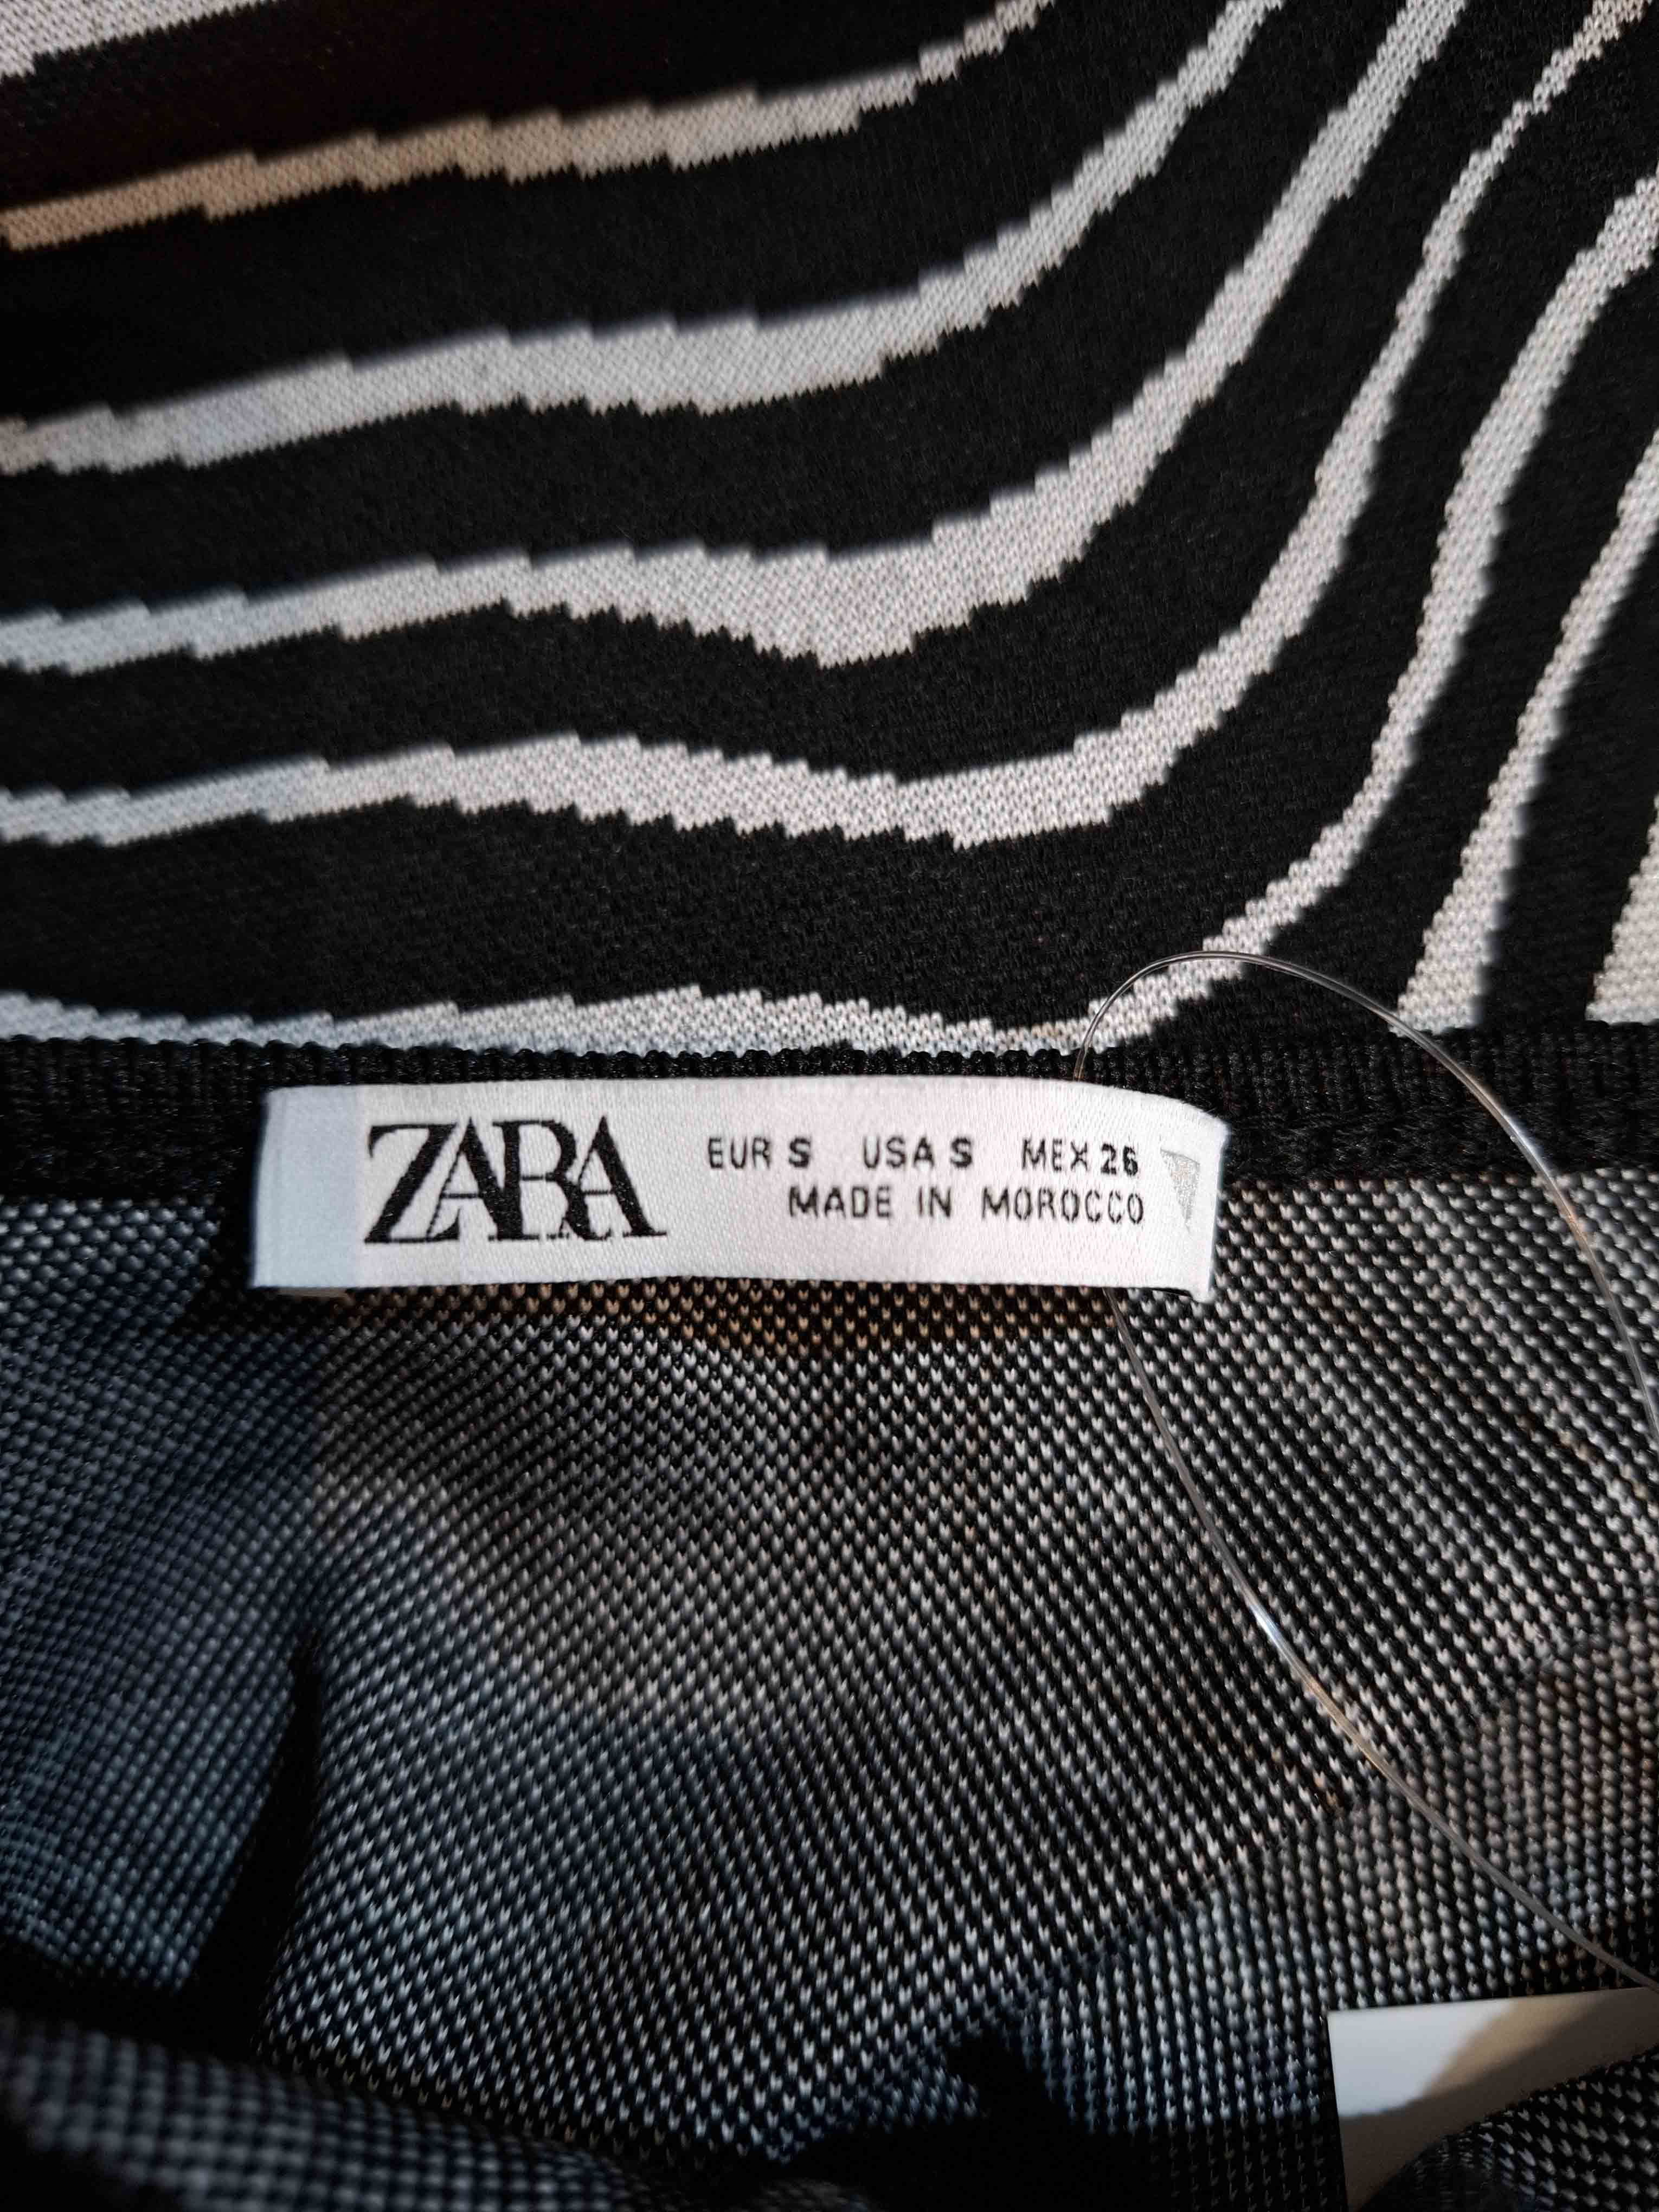 ZARA EUR S USA S MEX 26
MADE IN MOROCCO